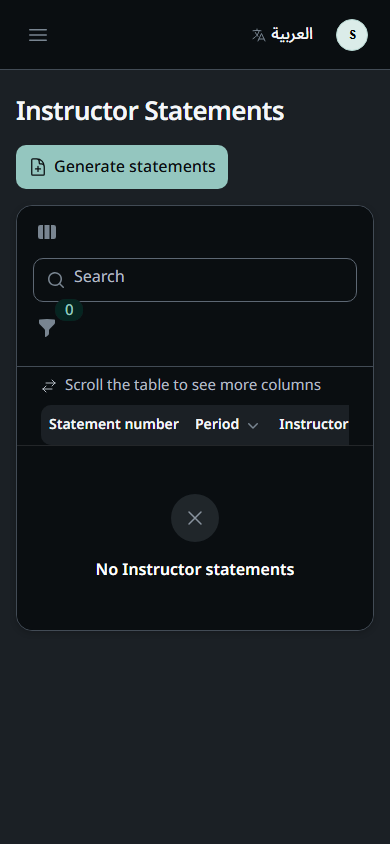 العربية
S
Instructor Statements
Generate statements
Search
0
Scroll the table to see more columns
Statement number Period Instructor
No Instructor statements